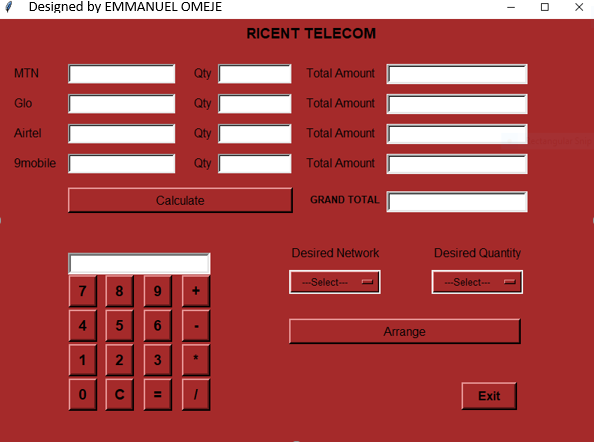 Designed by EMMANUEL OMEJE
RICENT TELECOM
MTN Qty Total Amount
Glo Qty Total Amount
Airtel Qty Total Amount
9mobile Qty Total Amount
Calculate GRAND TOTAL
Desired Network Desired Quantity
---Select--- ---Select---
7 8 9 +
4 5 6 -
Arrange
1 2 3 *
0 C = /
Exit